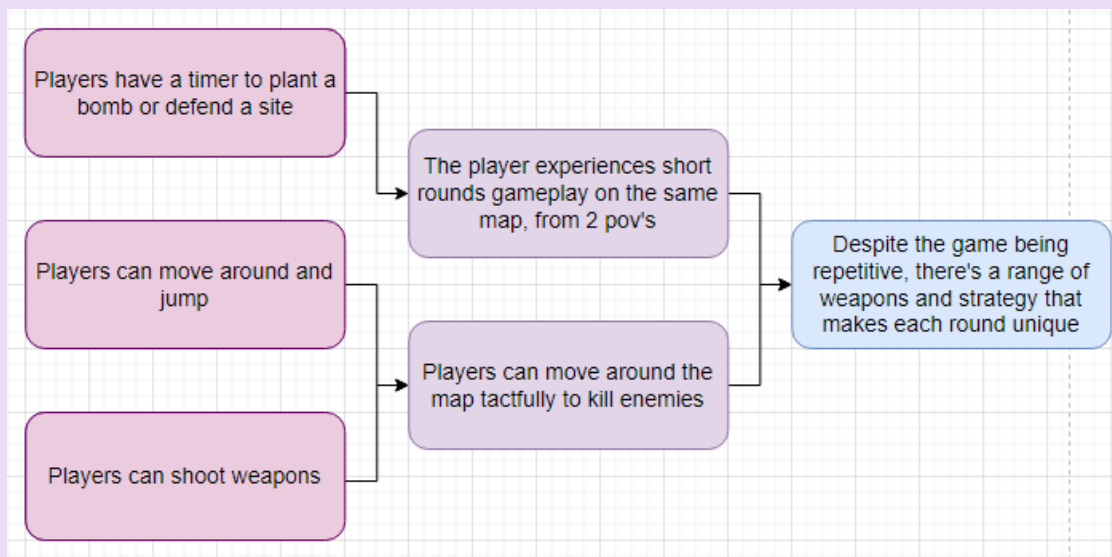 Players have a timer to plant a
bomb or defend a site
Players can move around and
jump
Players can shoot weapons
The player experiences short
rounds gameplay on the same
map, from 2 pov's
Players can move around the
map tactfully to kill enemies
Despite the game being
repetitive, there's a range of
weapons and strategy that
makes each round unique